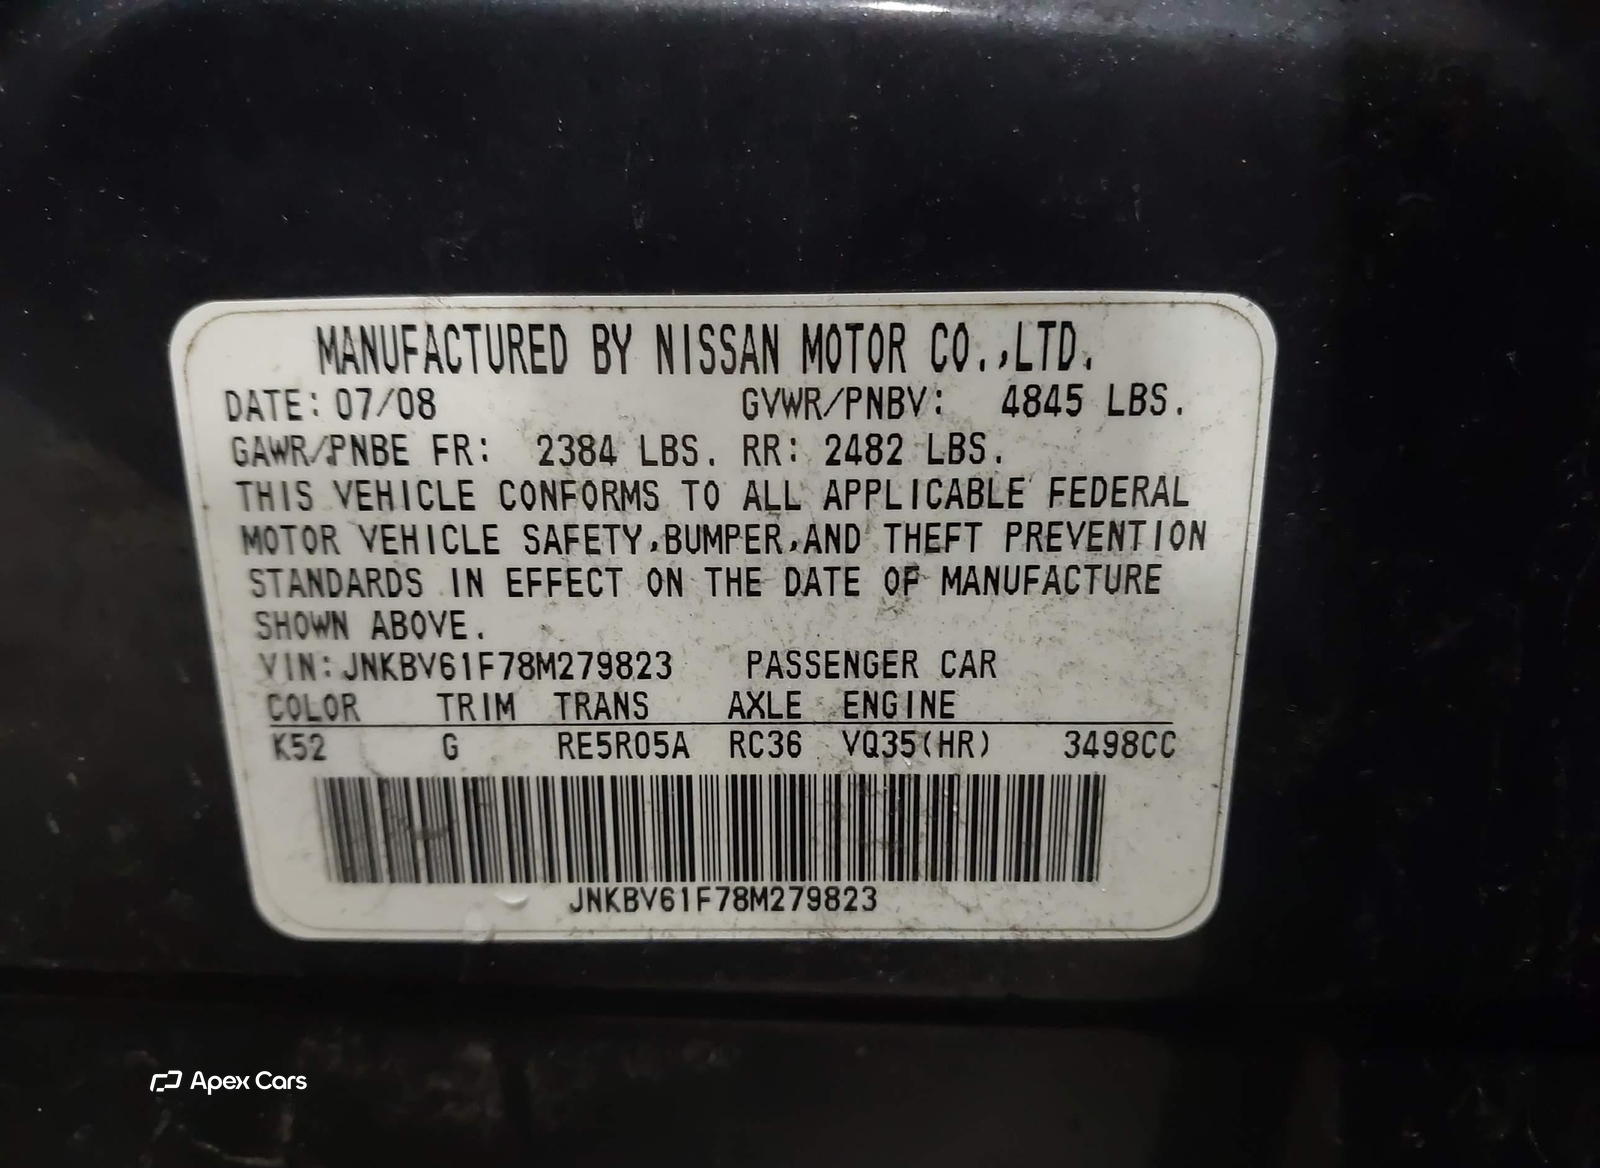 MANUFACTURED BY NISSAN MOTOR CO.,LTD.
DATE: 07/08 GVWR/PNBV: 4845 LBS.
GAWR/PNBE FR: 2384 LBS. RR: 2482 LBS.
THIS VEHICLE CONFORMS TO ALL APPLICABLE FEDERAL
MOTOR VEHICLE SAFETY,BUMPER,AND THEFT PREVENTION
STANDARDS IN EFFECT ON THE DATE OF MANUFACTURE
SHOWN ABOVE.
VIN: JNKBV61F78M279823 PASSENGER CAR
COLOR TRIM TRANS AXLE ENGINE
K52 G RE5R05A RC36 VQ35(HR) 3498CC
JNKBV61F78M279823
Apex Cars